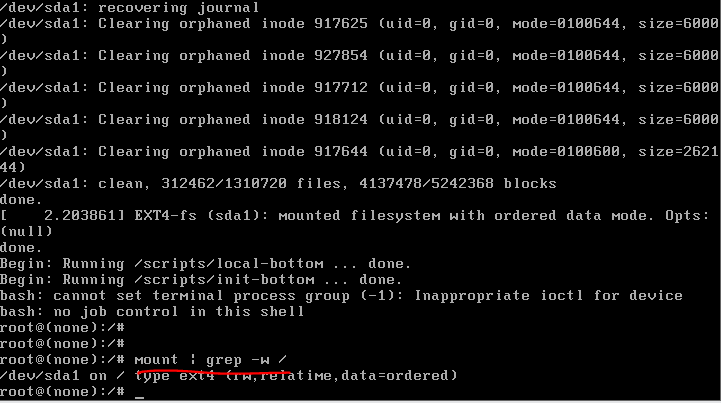 /dev/sda1: recovering journal
/dev/sda1: Clearing orphaned inode 917625 (uid=0, gid=0, mode=0100644, size=6000
)
/dev/sda1: Clearing orphaned inode 927854 (uid=0, gid=0, mode=0100644, size=6000
)
/dev/sda1: Clearing orphaned inode 917712 (uid=0, gid=0, mode=0100644, size=6000
)
/dev/sda1: Clearing orphaned inode 918124 (uid=0, gid=0, mode=0100644, size=6000
)
/dev/sda1: Clearing orphaned inode 917644 (uid=0, gid=0, mode=0100600, size=2621
44)
/dev/sda1: clean, 312462/1310720 files, 4137478/5242368 blocks
done.
[    2.203861] EXT4-fs (sda1): mounted filesystem with ordered data mode. Opts:
(null)
done.
Begin: Running /scripts/local-bottom ... done.
Begin: Running /scripts/init-bottom ... done.
bash: cannot set terminal process group (-1): Inappropriate ioctl for device
bash: no job control in this shell
root@(none):/#
root@(none):/#
root@(none):/# mount | grep -w /
/dev/sda1 on / type ext4 (rw,relatime,data=ordered)
root@(none):/# _